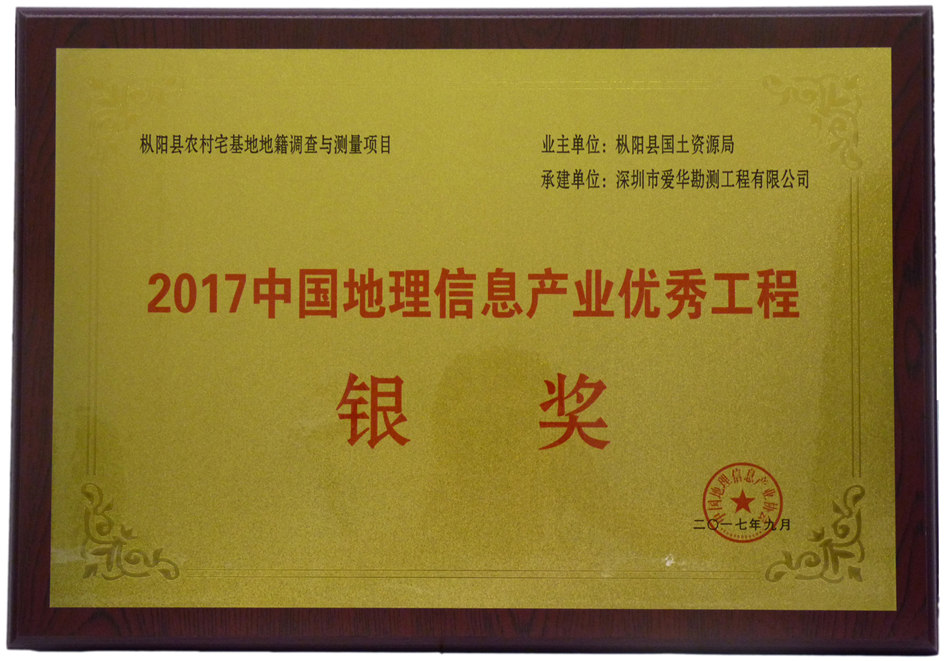 枞阳县农村宅基地地籍调查与测量项目
业主单位：枞阳县国土资源局
承建单位：深圳市爱华勘测工程有限公司
2017中国地理信息产业优秀工程
银 奖
中国地理信息产业协会
二〇一七年九月